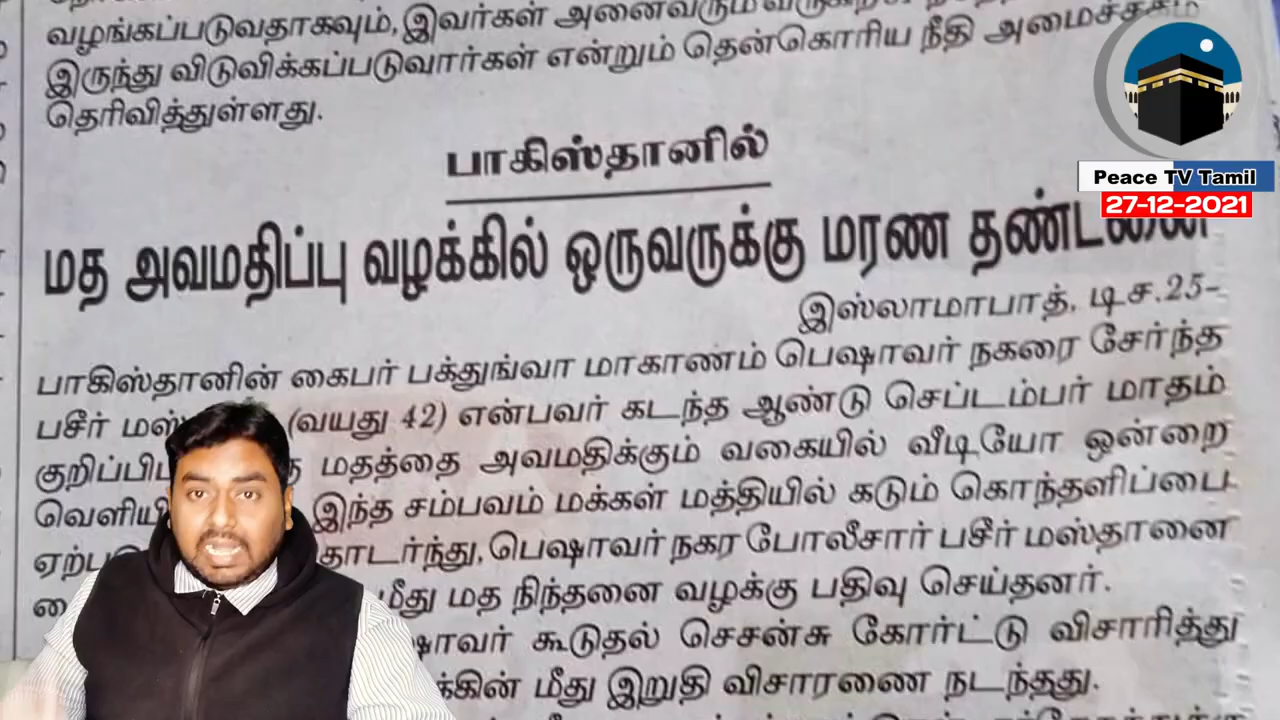 வழங்கப்படுவதாகவும், இவர்கள் அனைவரும்
இருந்து விடுவிக்கப்படுவார்கள் என்றும் தென்கொரிய நீதி அமைச்சகம்
தெரிவித்துள்ளது.
பாகிஸ்தானில்
மத அவமதிப்பு வழக்கில் ஒருவருக்கு மரண தண்டனை
இஸ்லாமாபாத், டிச.25-
பாகிஸ்தானின் கைபர் பக்துங்வா மாகாணம் பெஷாவர் நகரை சேர்ந்த
பசீர் (வயது 42) என்பவர் கடந்த ஆண்டு செப்டம்பர் மாதம்
மதத்தை அவமதிக்கும் வகையில் வீடியோ ஒன்றை
இந்த சம்பவம் மக்கள் மத்தியில் கடும் கொந்தளிப்பை
பெஷாவர் நகர போலீசார் பசீர் மஸ்தானை
மீது மத நிந்தனை வழக்கு பதிவு செய்தனர்.
கூடுதல் செசன்சு கோர்ட்டு விசாரித்து
மீது இறுதி விசாரணை நடந்தது.
Peace TV Tamil
27-12-2021